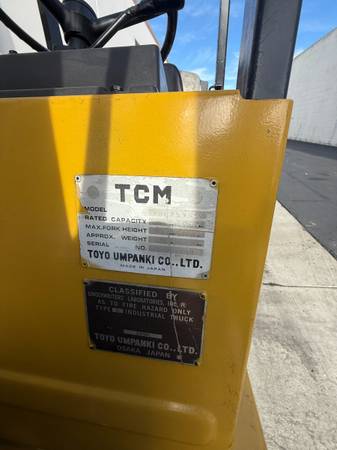 TCM
MODEL
RATED CAPACITY
MAX. FORK HEIGHT
APPROX. WEIGHT
SERIAL NO.
TOYO UMPANKI CO., LTD.
MADE IN JAPAN
CLASSIFIED BY
UNDERWRITERS LABORATORIES, INC. R
AS TO FIRE HAZARD ONLY
TYPE INDUSTRIAL TRUCK
TOYO UMPANKI CO., LTD.
OSAKA, JAPAN